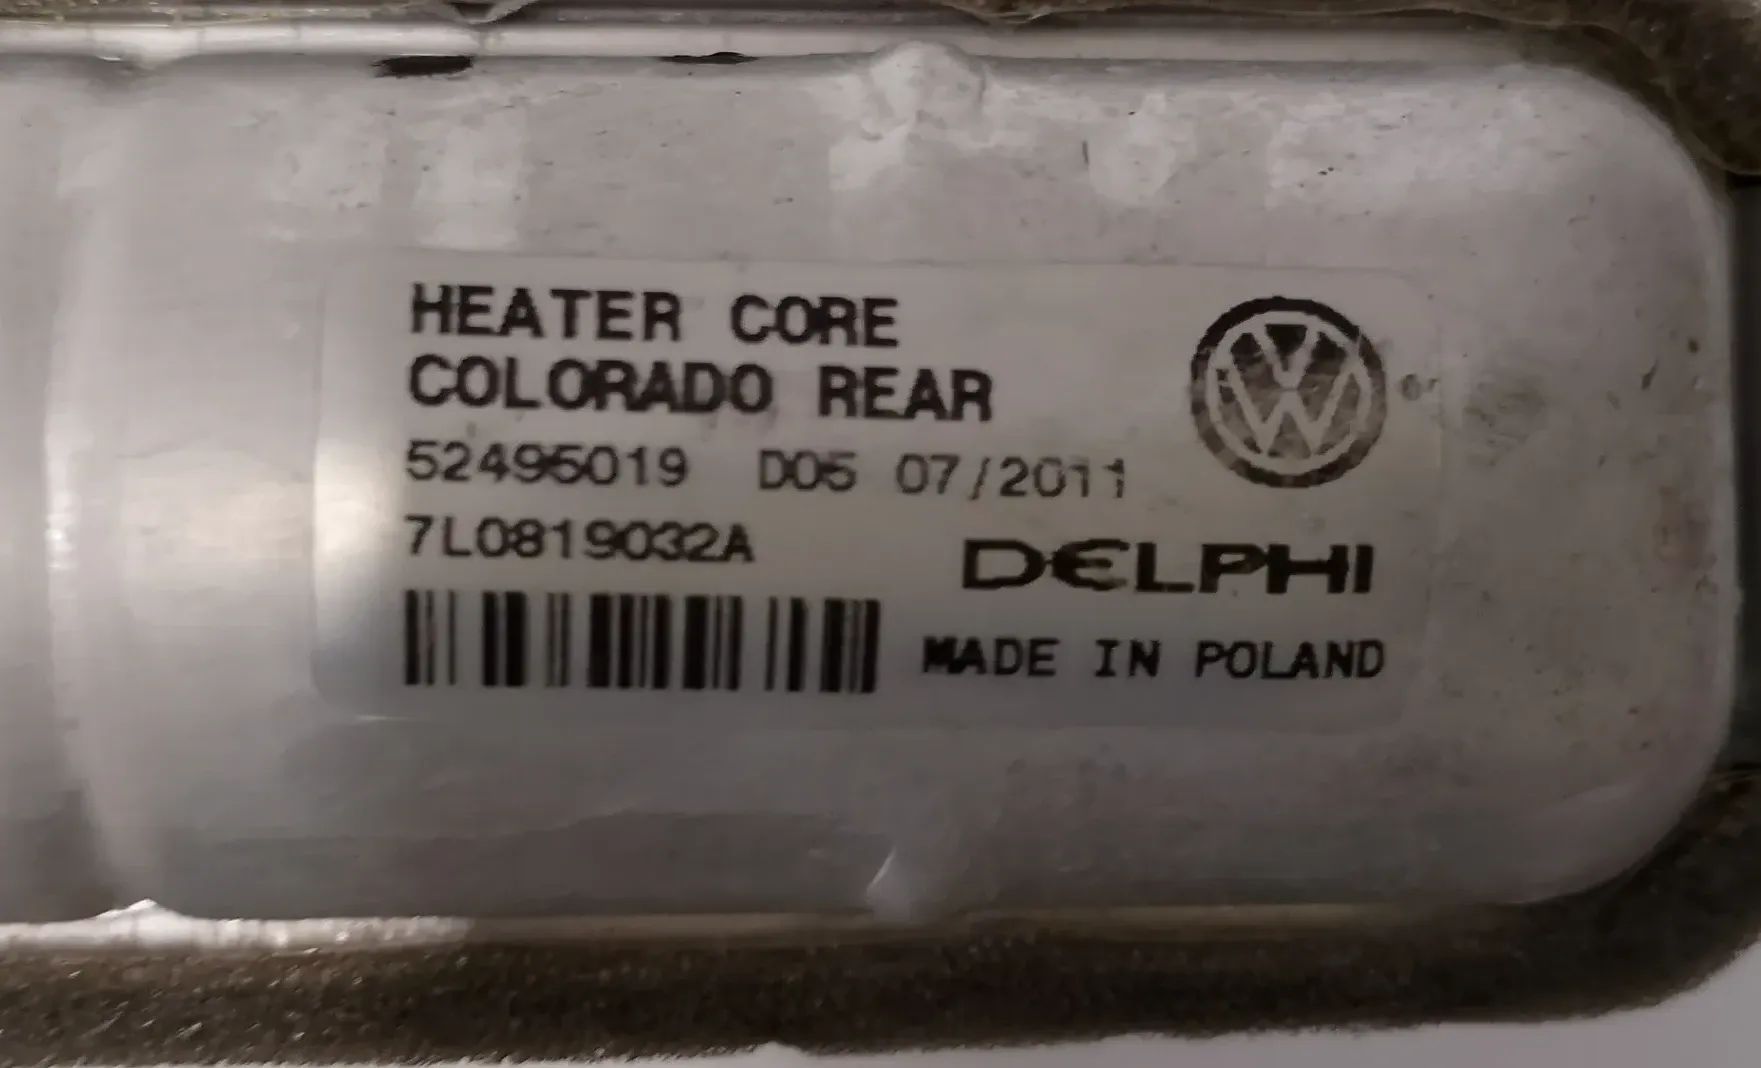 HEATER CORE
COLORADO REAR
52495019 D05 07/2011
7L0819032A
DELPHI
MADE IN POLAND